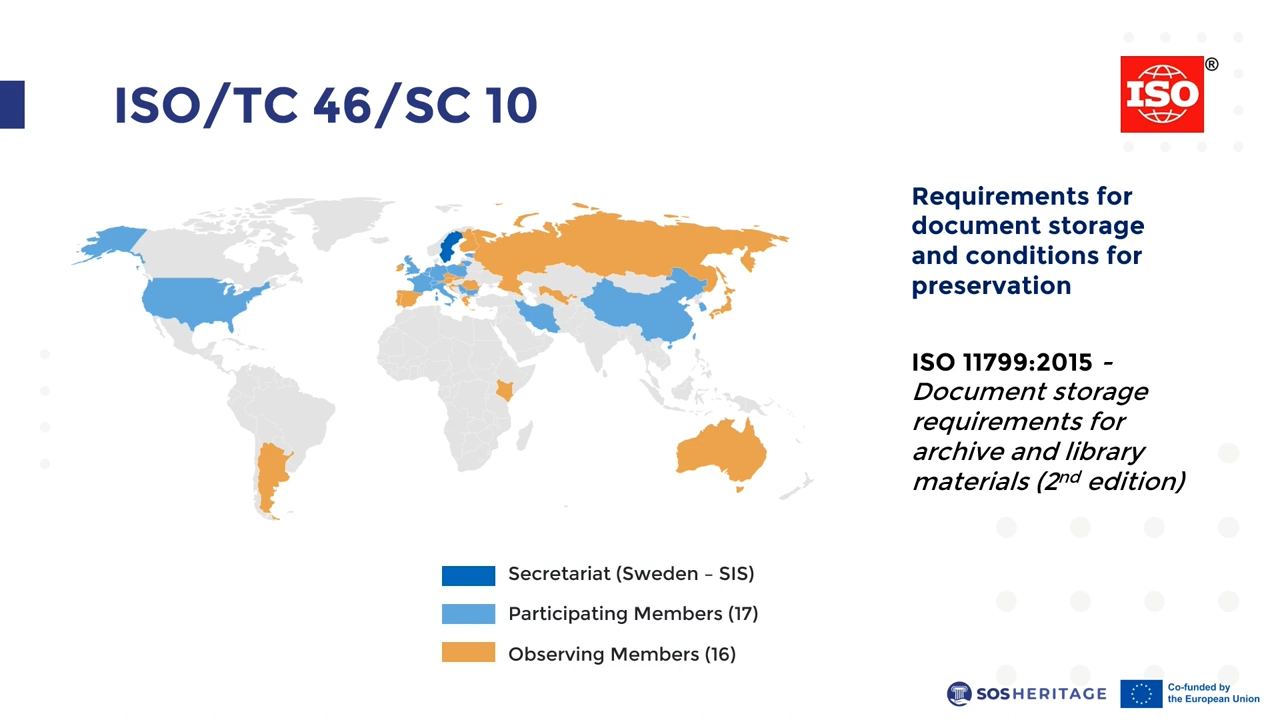 ISO/TC 46/SC 10
ISO
®
Requirements for
document storage
and conditions for
preservation
ISO 11799:2015 -
Document storage
requirements for
archive and library
materials (2nd edition)
Secretariat (Sweden – SIS)
Participating Members (17)
Observing Members (16)
SOSHERITAGE
Co-funded by
the European Union